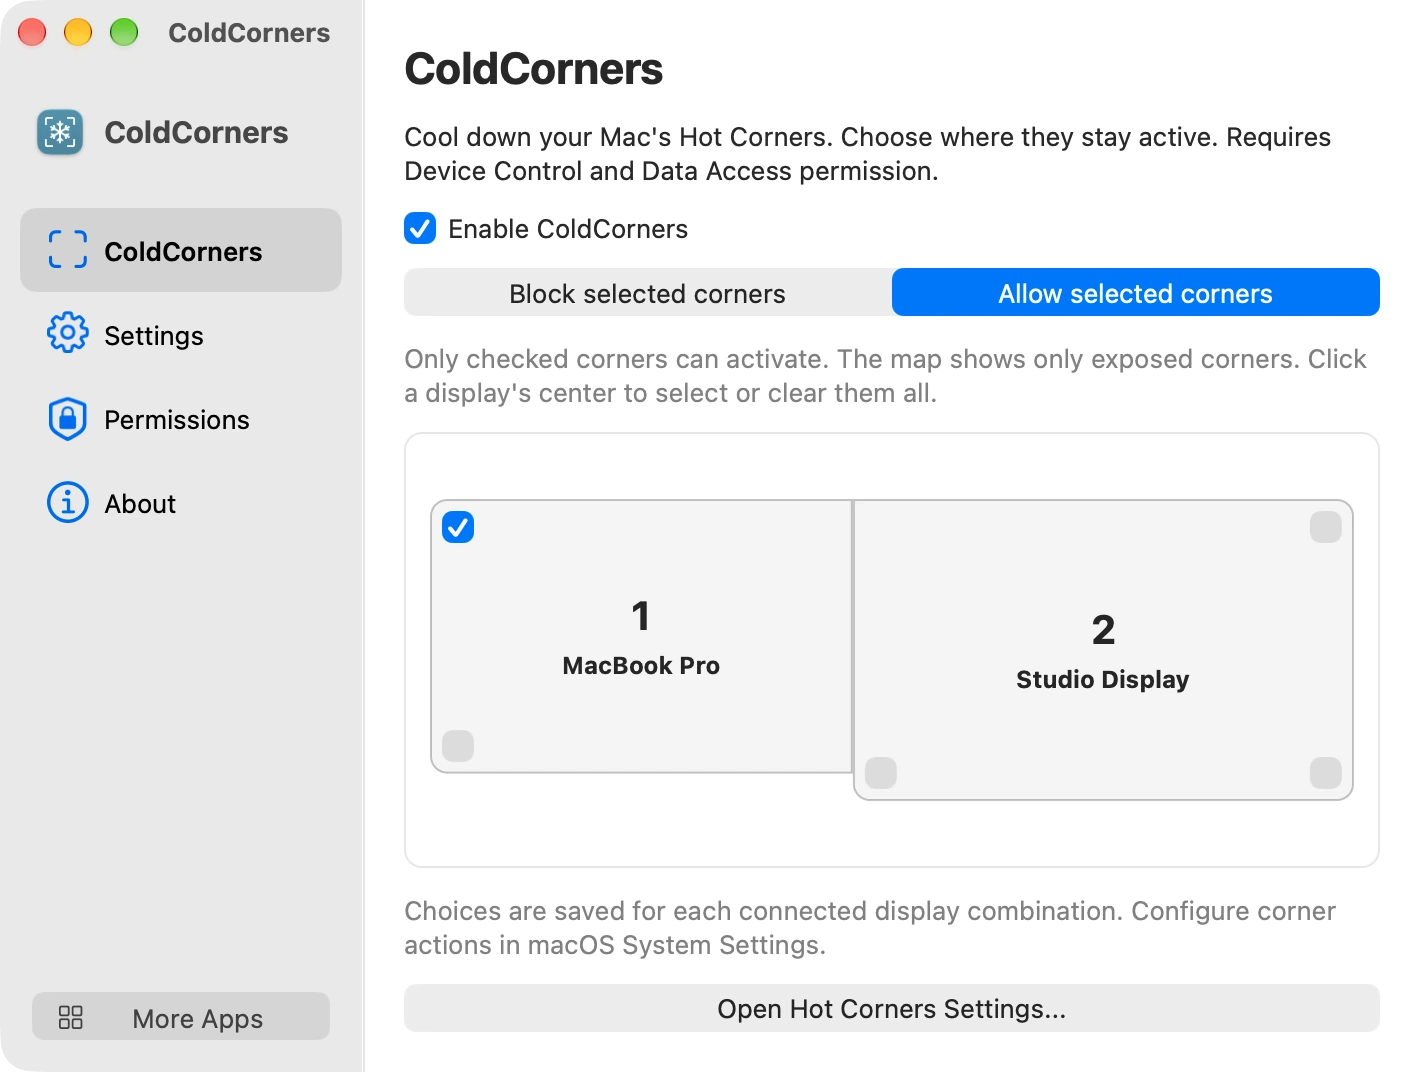 ColdCorners
ColdCorners
ColdCorners
Settings
Permissions
About
More Apps
ColdCorners
Cool down your Mac's Hot Corners. Choose where they stay active. Requires
Device Control and Data Access permission.
Enable ColdCorners
Block selected corners
Allow selected corners
Only checked corners can activate. The map shows only exposed corners. Click
a display's center to select or clear them all.
1
MacBook Pro
2
Studio Display
Choices are saved for each connected display combination. Configure corner
actions in macOS System Settings.
Open Hot Corners Settings...